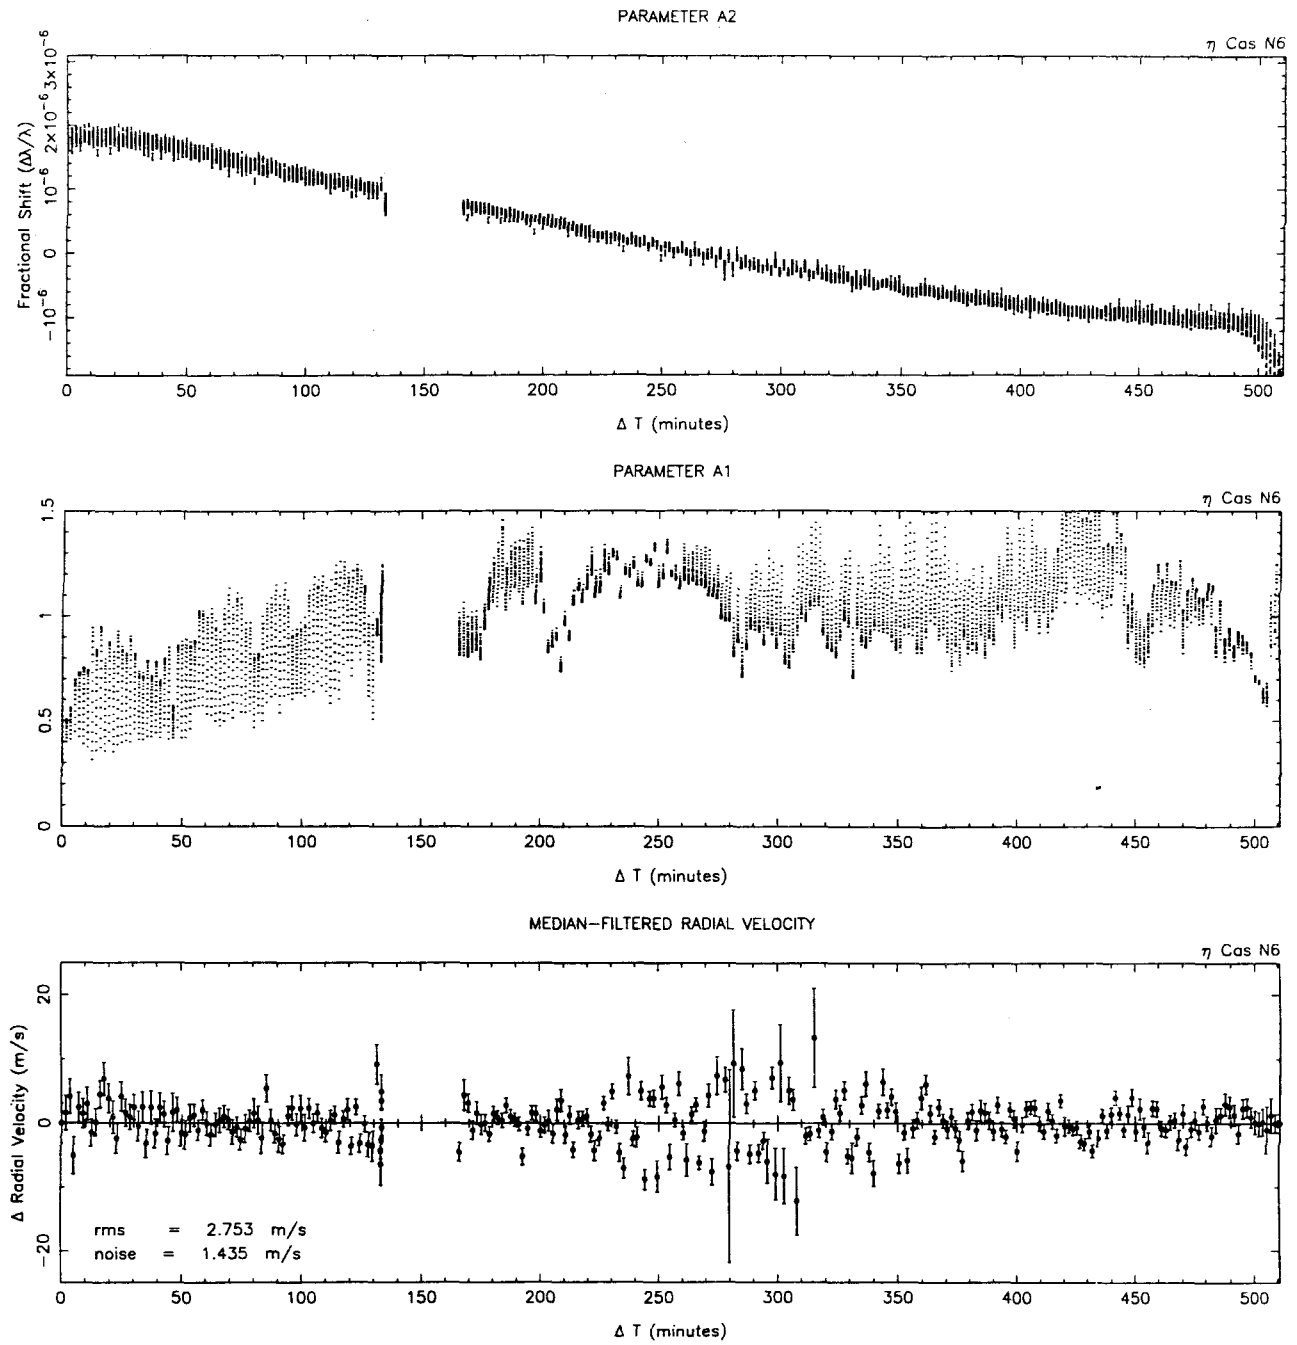 PARAMETER A2
η Cas N6
Fractional Shift (Δλ/λ)
3×10⁻⁶
2×10⁻⁶
10⁻⁶
0
−10⁻⁶
0 50 100 150 200 250 300 350 400 450 500
Δ T (minutes)
PARAMETER A1
η Cas N6
1.5
1
0.5
0
0 50 100 150 200 250 300 350 400 450 500
Δ T (minutes)
MEDIAN−FILTERED RADIAL VELOCITY
η Cas N6
Δ Radial Velocity (m/s)
20
0
−20
rms = 2.753 m/s
noise = 1.435 m/s
0 50 100 150 200 250 300 350 400 450 500
Δ T (minutes)